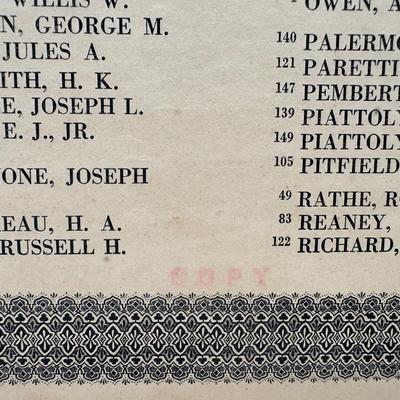 WILLIS W.
N, GEORGE M.
JULES A.
ITH, H. K.
E, JOSEPH L.
E. J., JR.
ONE, JOSEPH
EAU, H. A.
RUSSELL H.
OWEN, A
140 PALERMO
121 PARETTI
147 PEMBERT
139 PIATTOLY
149 PIATTOLY
105 PITFIELD
49 RATHE, RO
83 REANEY,
122 RICHARD,
COPY